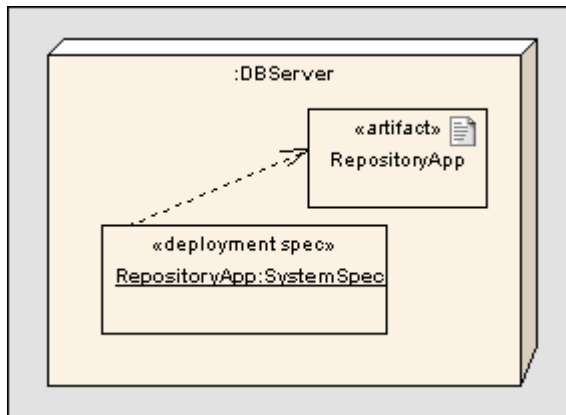 :DBServer
«artifact»
RepositoryApp
«deployment spec»
RepositoryApp:SystemSpec